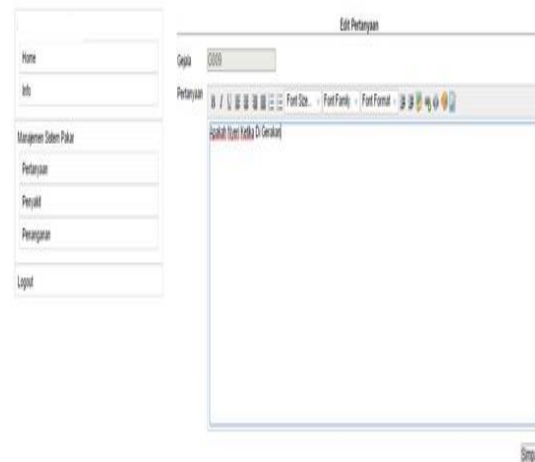 Edit Pertanyaan
Home
Info
Manajemen Sistem Pakar
Pertanyaan
Penyakit
Penanganan
Logout
Gejala G009
Pertanyaan
B I U Font Size... Font Family Font Format
Apakah Nyeri Ketika Di Gerakan
Simp